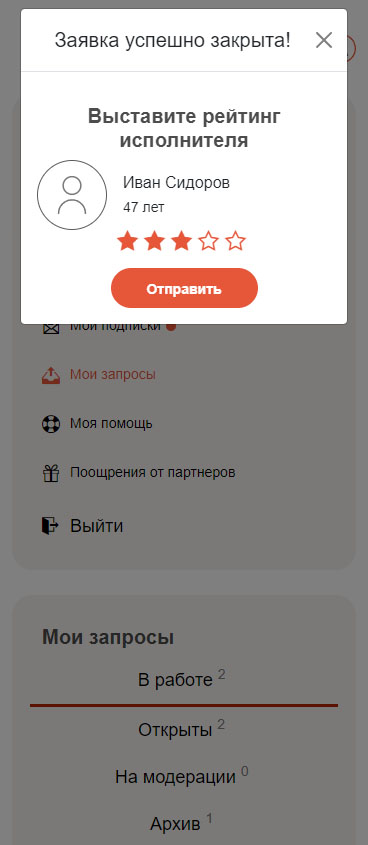 Заявка успешно закрыта!
Выставите рейтинг
исполнителя
Иван Сидоров
47 лет
Отправить
Мои подписки
Мои запросы
Моя помощь
Поощрения от партнеров
Выйти
Мои запросы
В работе 2
Открыты 2
На модерации 0
Архив 1